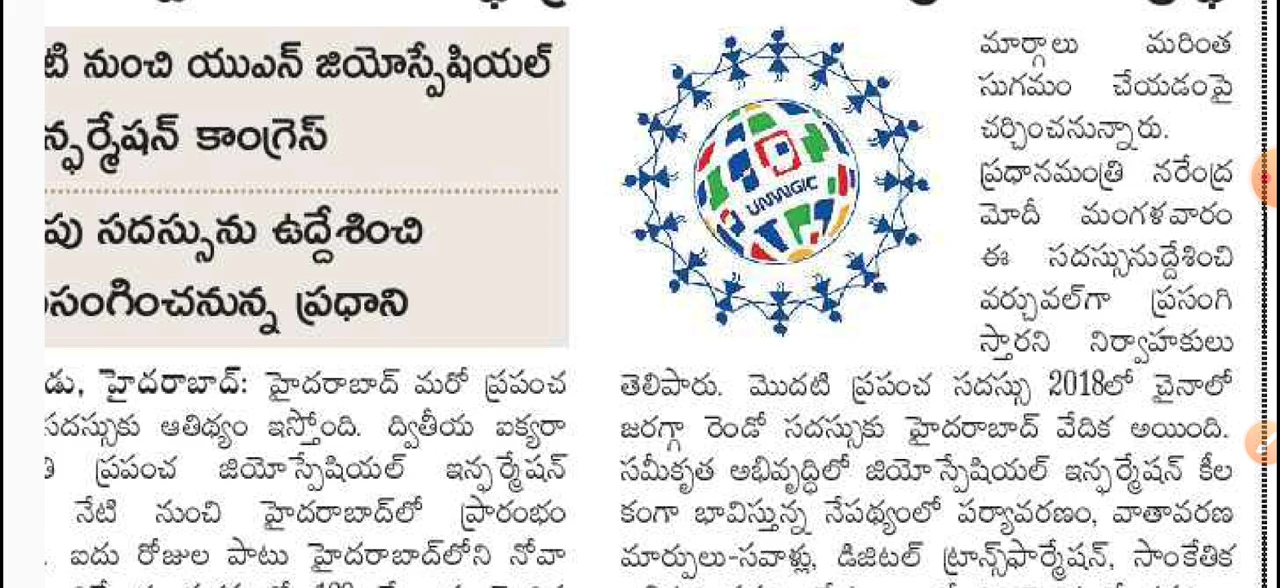 టి నుంచి యుఎన్ జియోస్పేషియల్
న్ఫర్మేషన్ కాంగ్రెస్
పు సదస్సును ఉద్దేశించి
సంగించనున్న ప్రధాని
డు, హైదరాబాద్: హైదరాబాద్ మరో ప్రపంచ
సదస్సుకు ఆతిథ్యం ఇస్తోంది. ద్వితీయ ఐక్యరా
ప్రపంచ జియోస్పేషియల్ ఇన్ఫర్మేషన్
నేటి నుంచి హైదరాబాద్‌లో ప్రారంభం
. ఐదు రోజుల పాటు హైదరాబాద్‌లోని నోవా
UNWGIC
మార్గాలు మరింత
సుగమం చేయడంపై
చర్చించనున్నారు.
ప్రధానమంత్రి నరేంద్ర
మోదీ మంగళవారం
ఈ సదస్సునుద్దేశించి
వర్చువల్‌గా ప్రసంగి
స్తారని నిర్వాహకులు
తెలిపారు. మొదటి ప్రపంచ సదస్సు 2018లో చైనాలో
జరగ్గా రెండో సదస్సుకు హైదరాబాద్ వేదిక అయింది.
సమీకృత అభివృద్ధిలో జియోస్పేషియల్ ఇన్ఫర్మేషన్ కీల
కంగా భావిస్తున్న నేపథ్యంలో పర్యావరణం, వాతావరణ
మార్పులు-సవాళ్లు, డిజిటల్ ట్రాన్స్‌ఫార్మేషన్, సాంకేతిక